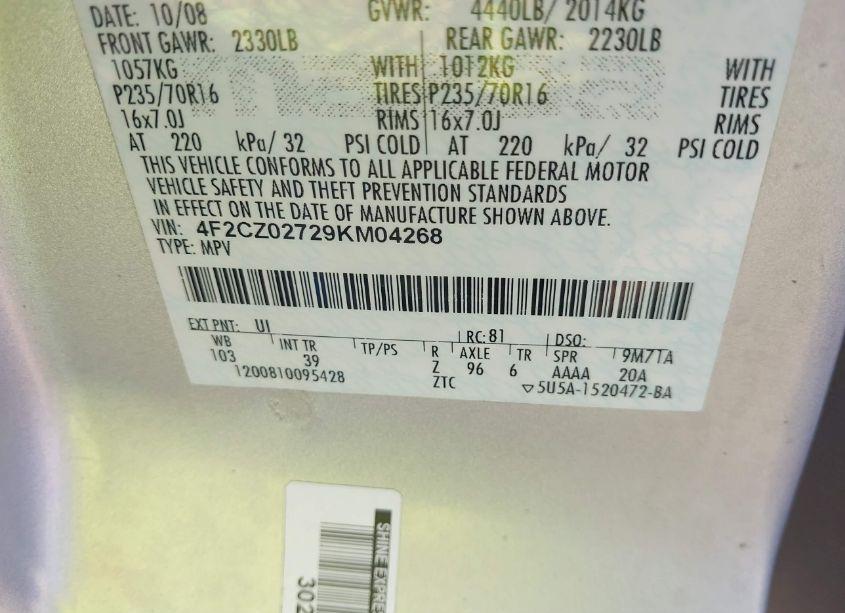 DATE: 10/08 GVWR: 4440LB/ 2014KG
FRONT GAWR: 2330LB REAR GAWR: 2230LB
1057KG WITH 1012KG WITH
P235/70R16 TIRES P235/70R16 TIRES
16x7.0J RIMS 16x7.0J RIMS
AT 220 kPa/ 32 PSI COLD AT 220 kPa/ 32 PSI COLD
THIS VEHICLE CONFORMS TO ALL APPLICABLE FEDERAL MOTOR
VEHICLE SAFETY AND THEFT PREVENTION STANDARDS
IN EFFECT ON THE DATE OF MANUFACTURE SHOWN ABOVE.
VIN: 4F2CZ02729KM04268
TYPE: MPV
EXT PNT: UI RC: 81 DSO:
WB INT TR TP/PS R AXLE TR SPR 9M71A
103 39 Z 96 6 AAAA 20A
1200810095428 ZTC 5U5A-1520472-BA
SHINE EXPRE
302